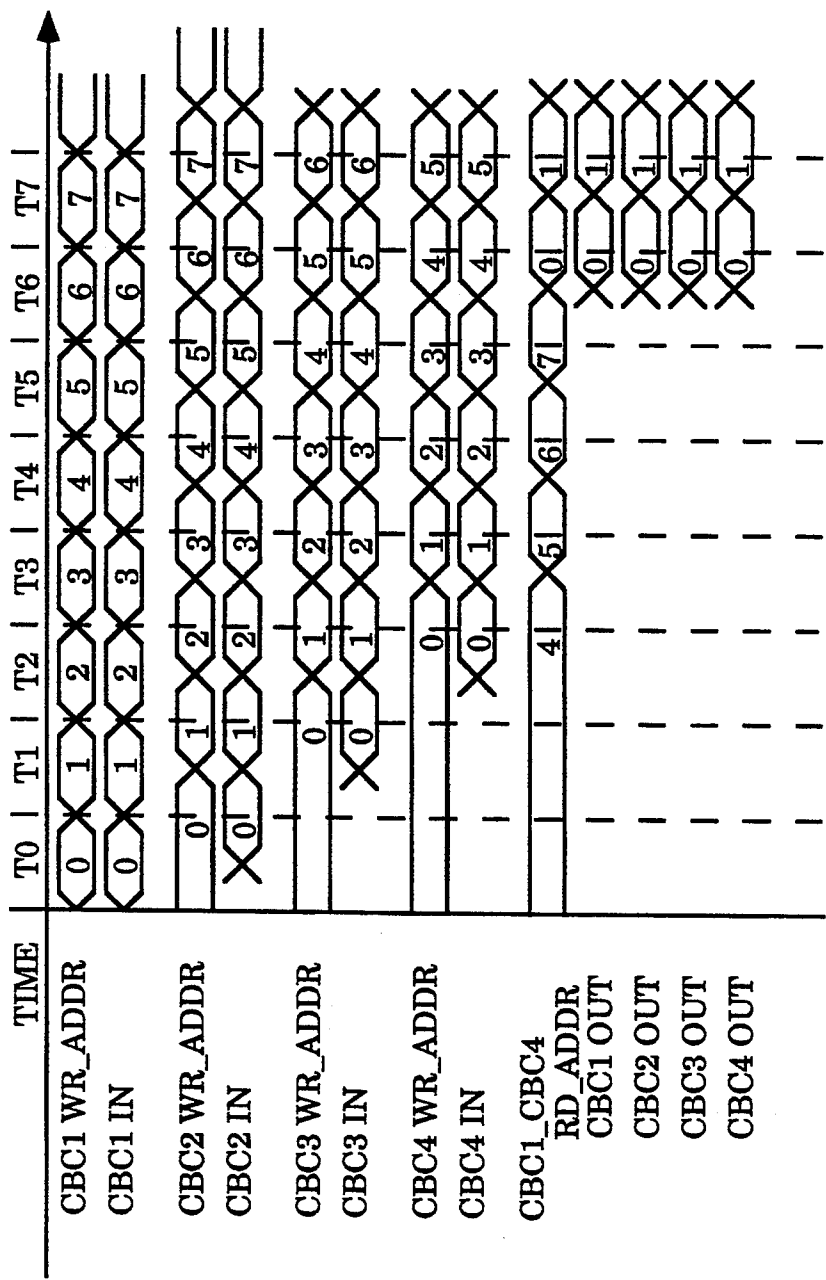 TIME T0 | T1 | T2 | T3 | T4 | T5 | T6 | T7 |
CBC1 WR_ADDR 0 1 2 3 4 5 6 7
CBC1 IN 0 1 2 3 4 5 6 7
CBC2 WR_ADDR 0 1 2 3 4 5 6 7
CBC2 IN 0 1 2 3 4 5 6 7
CBC3 WR_ADDR 0 1 2 3 4 5 6
CBC3 IN 0 1 2 3 4 5 6
CBC4 WR_ADDR 0 1 2 3 4 5
CBC4 IN 0 1 2 3 4 5
CBC1_CBC4 4 5 6 7 0 1
RD_ADDR
CBC1 OUT 0 1
CBC2 OUT 0 1
CBC3 OUT 0 1
CBC4 OUT 0 1